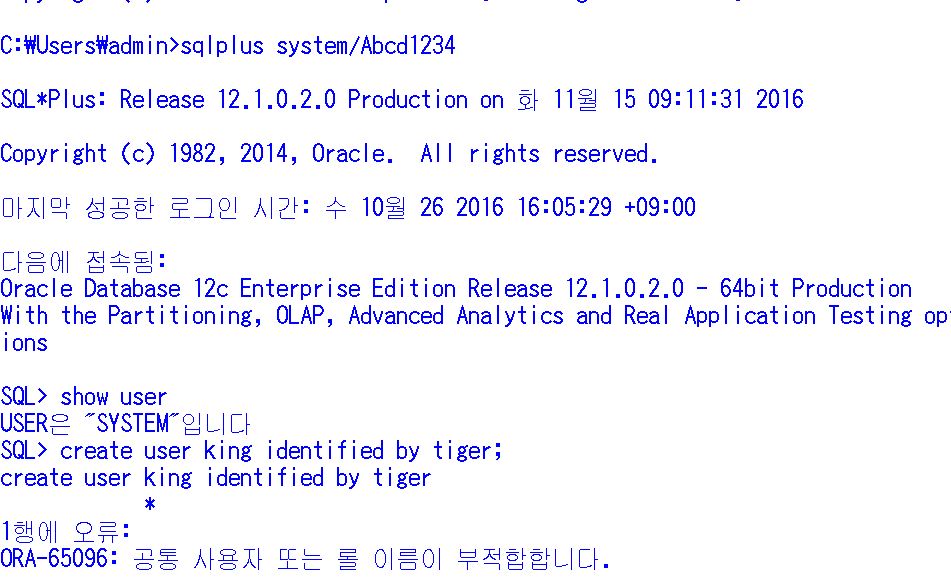 C:₩Users₩admin>sqlplus system/Abcd1234
SQL*Plus: Release 12.1.0.2.0 Production on 화 11월 15 09:11:31 2016
Copyright (c) 1982, 2014, Oracle.  All rights reserved.
마지막 성공한 로그인 시간: 수 10월 26 2016 16:05:29 +09:00
다음에 접속됨:
Oracle Database 12c Enterprise Edition Release 12.1.0.2.0 - 64bit Production
With the Partitioning, OLAP, Advanced Analytics and Real Application Testing opt
ions
SQL> show user
USER은 "SYSTEM"입니다
SQL> create user king identified by tiger;
create user king identified by tiger
*
1행에 오류:
ORA-65096: 공통 사용자 또는 롤 이름이 부적합합니다.